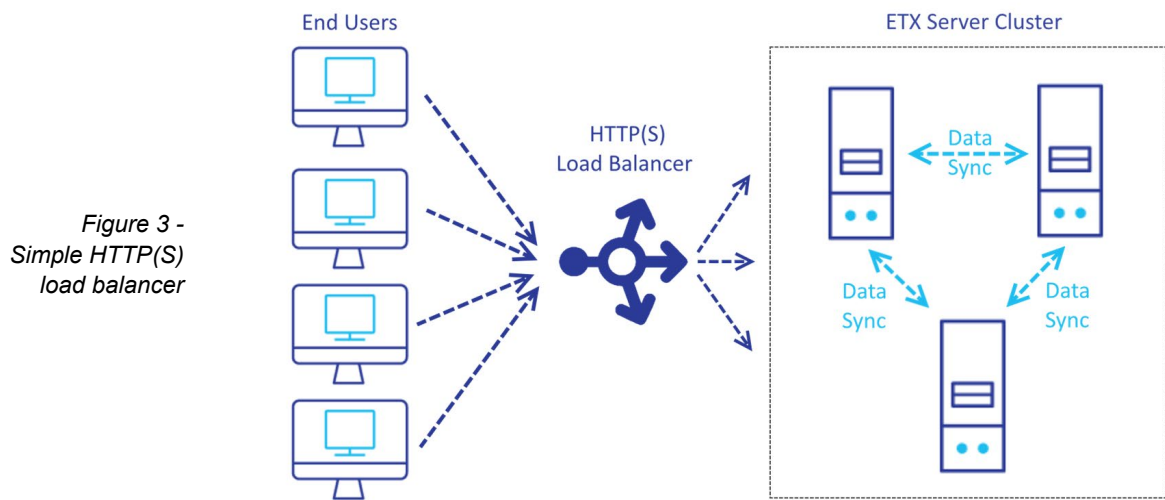 End Users
ETX Server Cluster
HTTP(S)
Load Balancer
Data
Sync
Figure 3 -
Simple HTTP(S)
load balancer
Data
Sync
Data
Sync